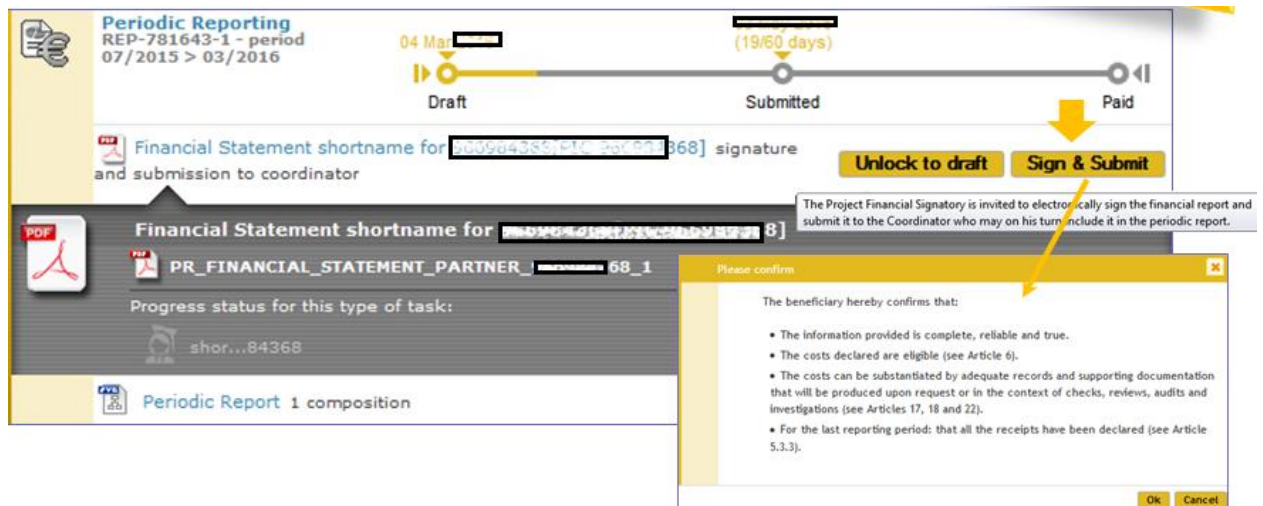 Periodic Reporting
REP-781643-1 - period
07/2015 > 03/2016
04 Mar
(19/60 days)
Draft
Submitted
Paid
Financial Statement shortname for 368] signature
and submission to coordinator
Unlock to draft
Sign & Submit
The Project Financial Signatory is invited to electronically sign the financial report and
submit it to the Coordinator who may on his turn include it in the periodic report.
PDF
Financial Statement shortname for 8]
PR_FINANCIAL_STATEMENT_PARTNER_ 68_1
Progress status for this type of task:
shor...84368
Periodic Report 1 composition
Please confirm
The beneficiary hereby confirms that:
• The information provided is complete, reliable and true.
• The costs declared are eligible (see Article 6).
• The costs can be substantiated by adequate records and supporting documentation
that will be produced upon request or in the context of checks, reviews, audits and
investigations (see Articles 17, 18 and 22).
• For the last reporting period: that all the receipts have been declared (see Article
5.3.3).
Ok
Cancel